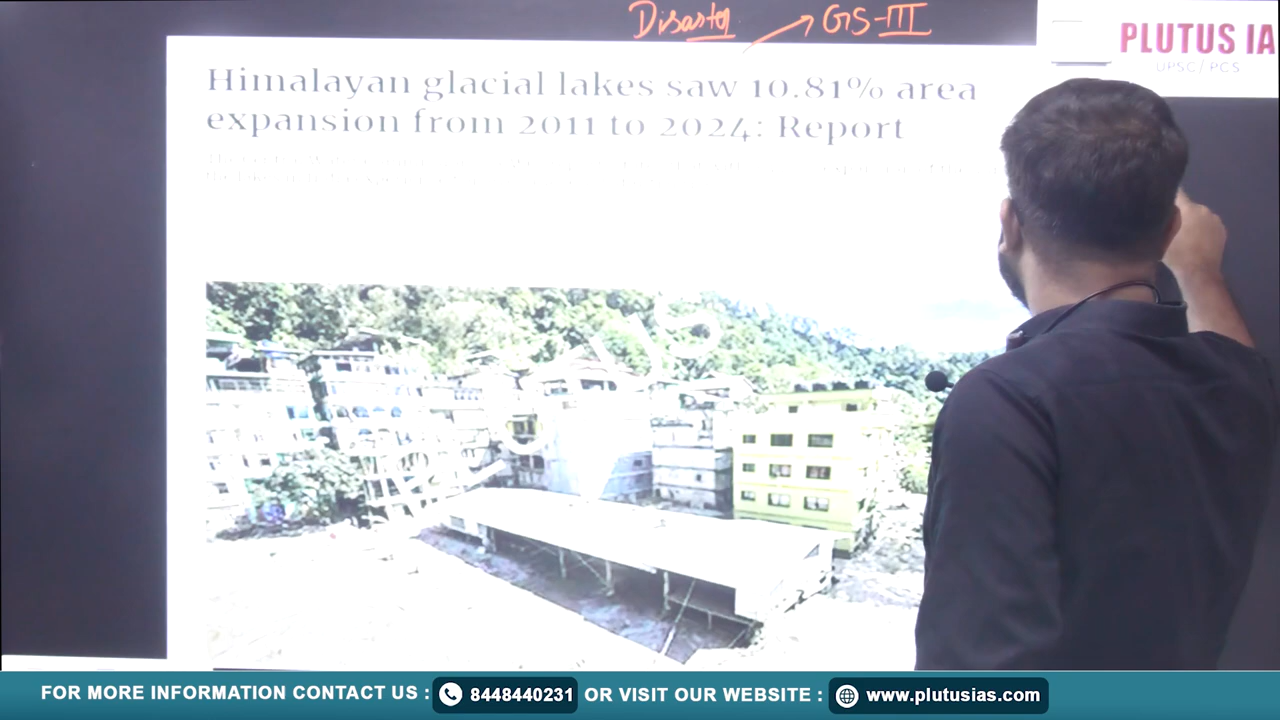 Disaster → GS-III
PLUTUS IA
UPSC/PCS
Himalayan glacial lakes saw 10.81% area
expansion from 2011 to 2024: Report
FOR MORE INFORMATION CONTACT US : 8448440231 OR VISIT OUR WEBSITE : www.plutusias.com